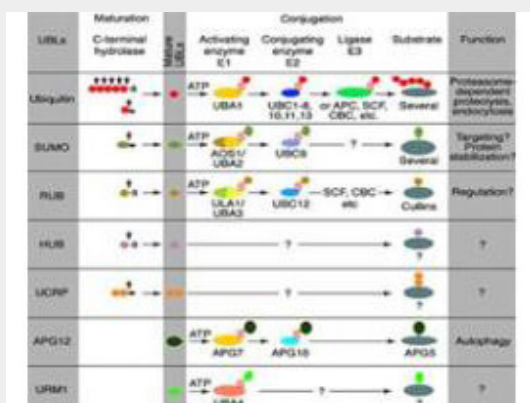 Maturation Conjugation
UBLs C-terminal hydrolase Mature UBLs Activating enzyme E1 Conjugating enzyme E2 Ligase E3 Substrate Function
Ubiquitin ATP UBA1 UBC1-8, 10,11,13 or APC, SCF, CBC, etc. Several Proteasome-dependent proteolysis, endocytosis
SUMO ATP AOS1/ UBA2 ? Several Targeting? Protein stabilization?
RUB ATP ULA1/ UBA3 UBC12 SCF, CBC etc Cullins Regulation?
HUB ? ? ?
UCRP ? ? ?
APG12 ATP APG7 APG10 APG5 Autophagy
URM1 ATP UBA4 ? ? ?